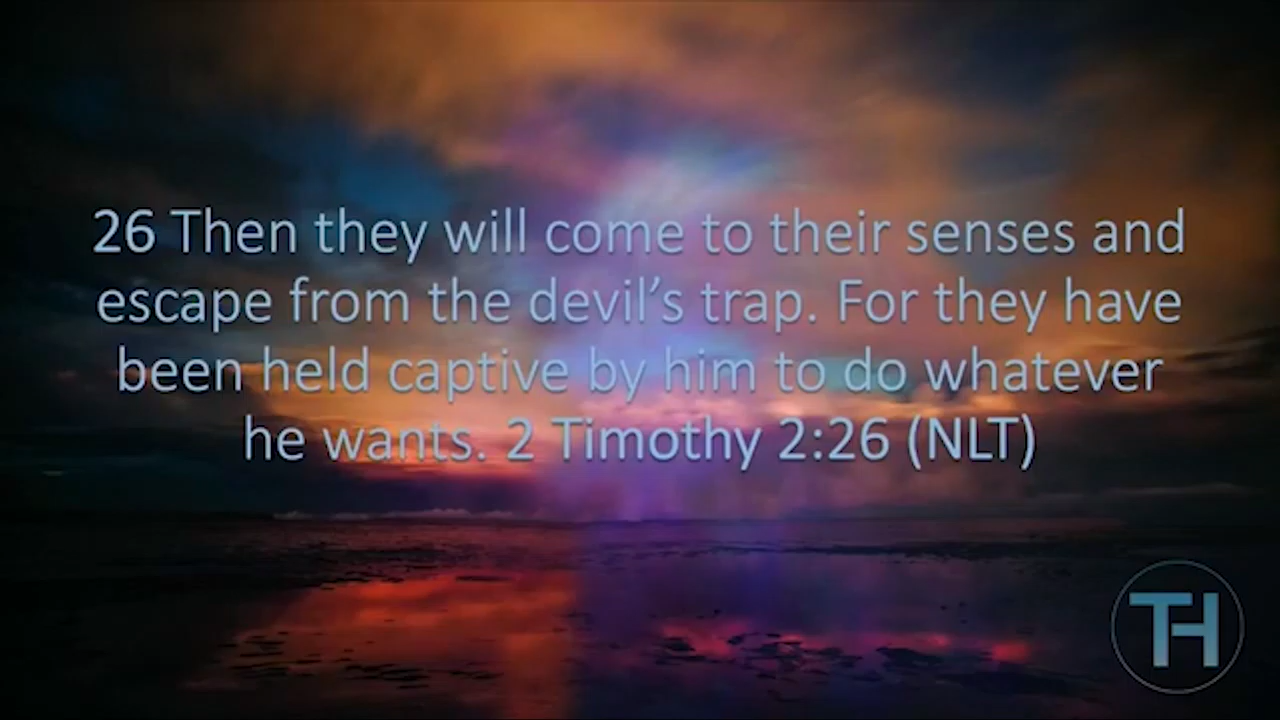 26 Then they will come to their senses and
escape from the devil’s trap. For they have
been held captive by him to do whatever
he wants. 2 Timothy 2:26 (NLT)
TH